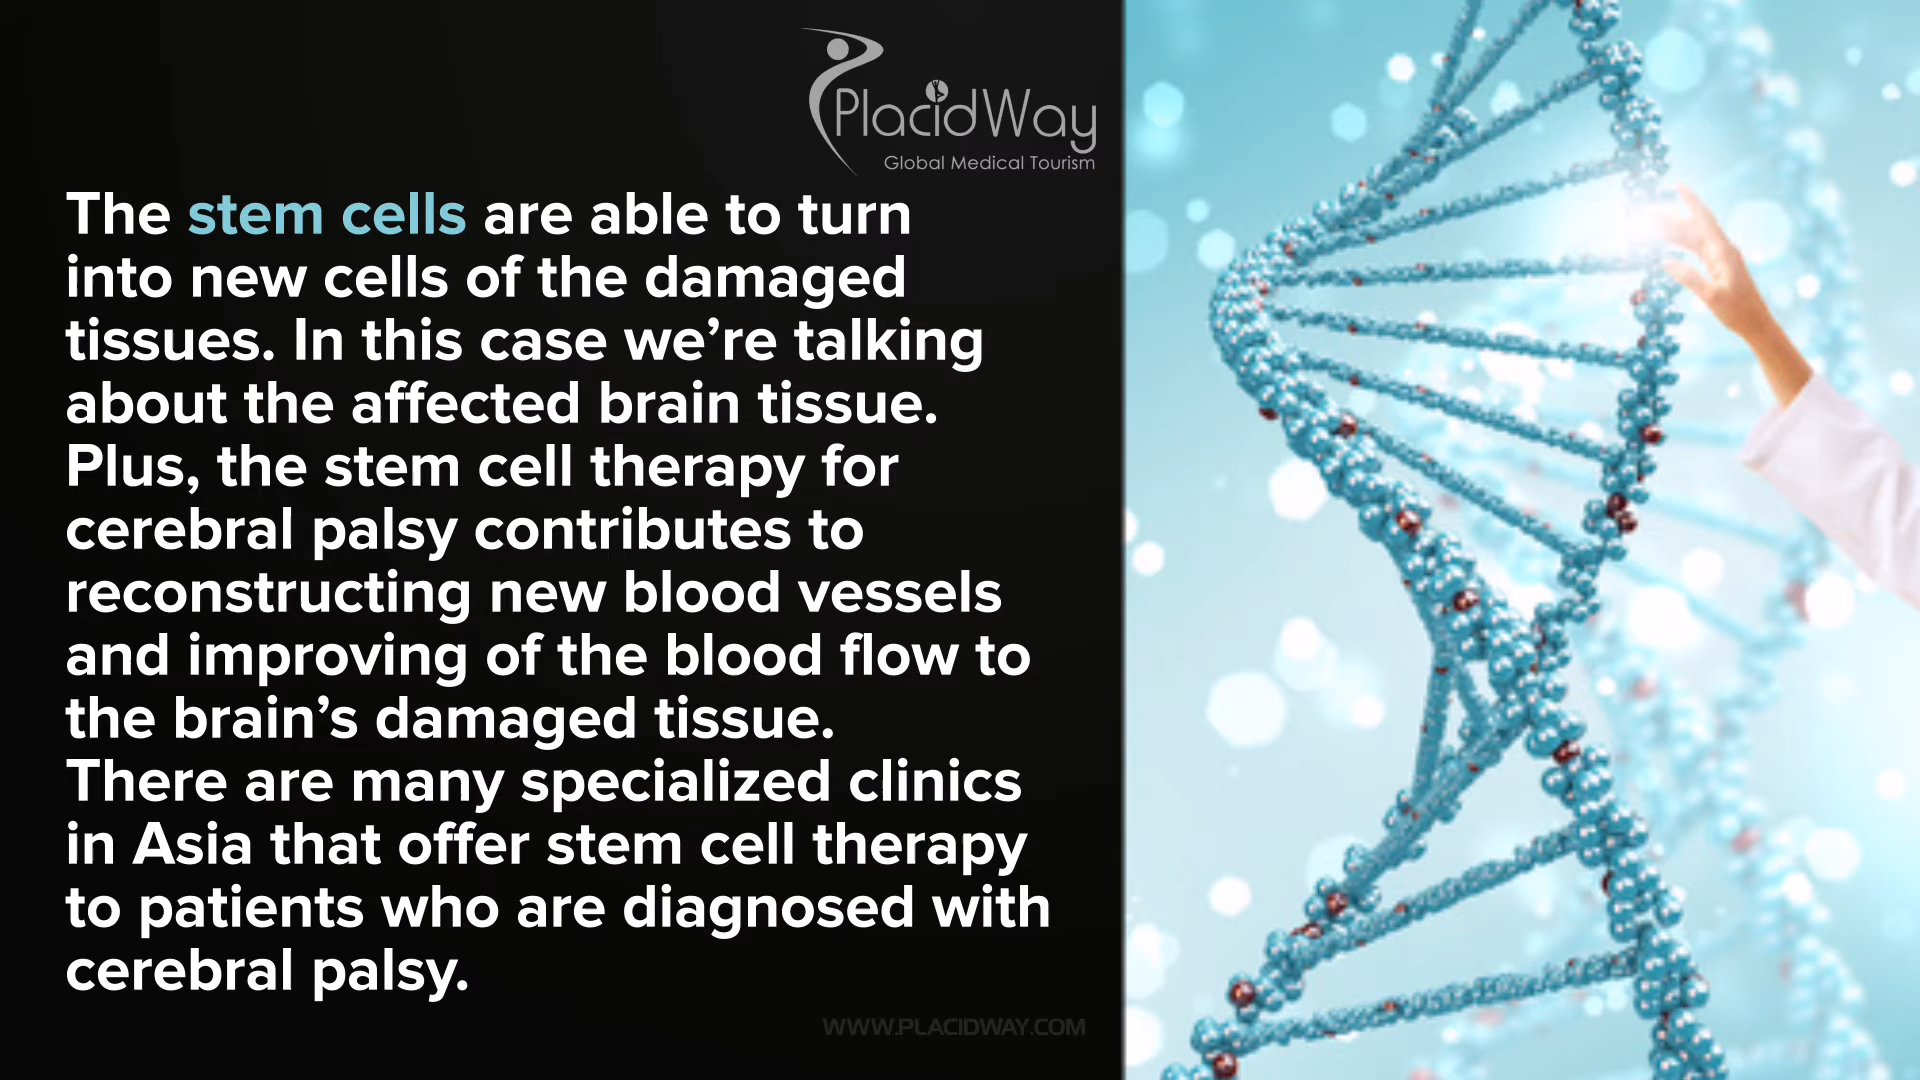 PlacidWay
Global Medical Tourism
The stem cells are able to turn
into new cells of the damaged
tissues. In this case we’re talking
about the affected brain tissue.
Plus, the stem cell therapy for
cerebral palsy contributes to
reconstructing new blood vessels
and improving of the blood flow to
the brain’s damaged tissue.
There are many specialized clinics
in Asia that offer stem cell therapy
to patients who are diagnosed with
cerebral palsy.
WWW.PLACIDWAY.COM